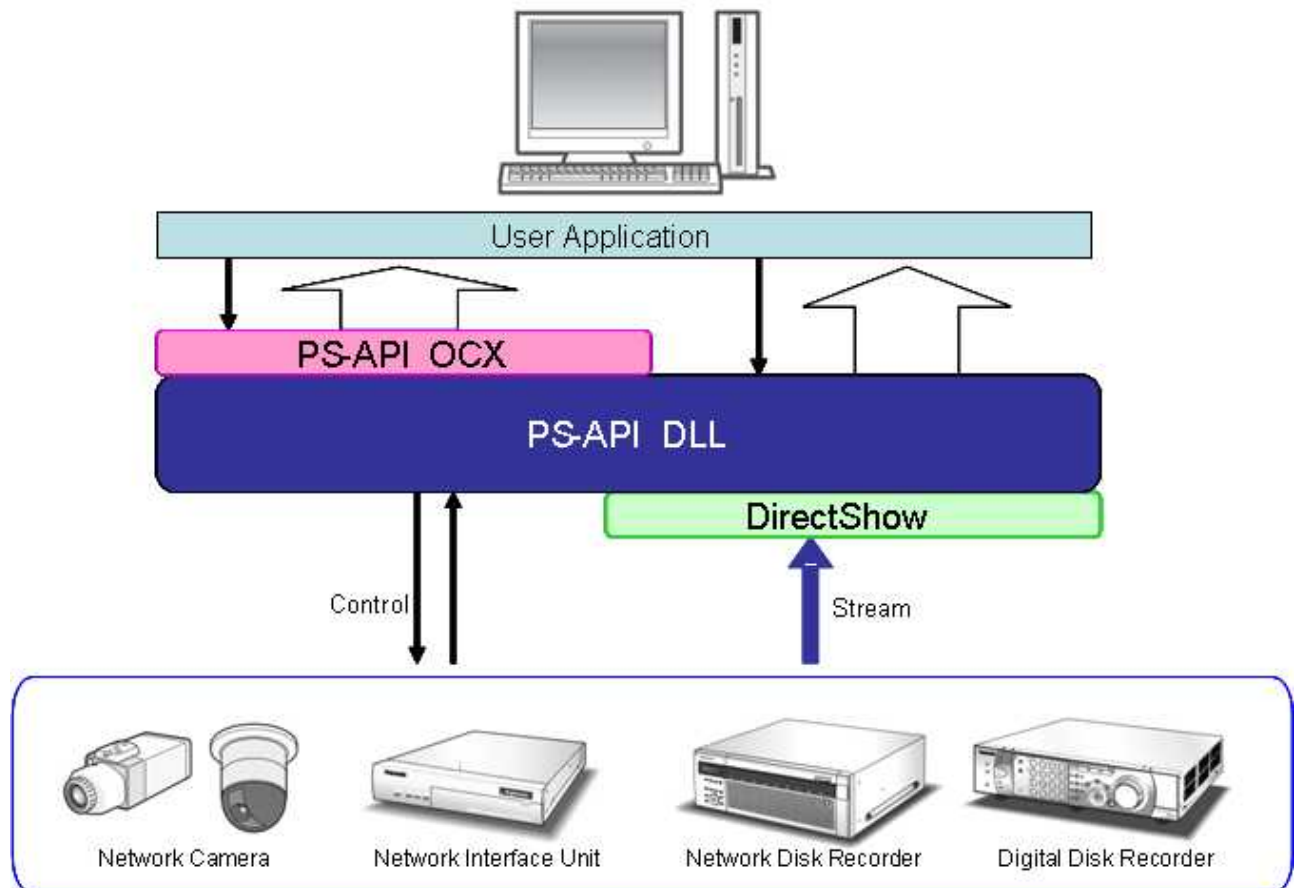 User Application
PS-API OCX
PS-API DLL
DirectShow
Control
Stream
Network Camera
Network Interface Unit
Network Disk Recorder
Digital Disk Recorder